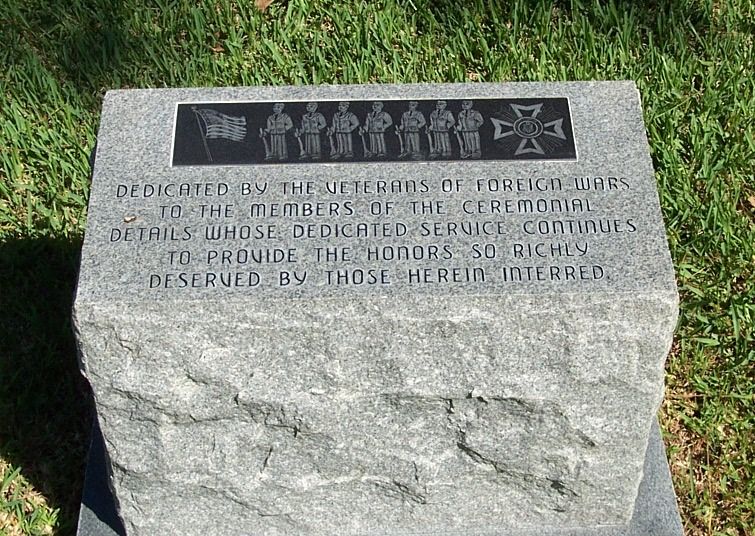 DEDICATED BY THE VETERANS OF FOREIGN WARS
TO THE MEMBERS OF THE CEREMONIAL
DETAILS WHOSE DEDICATED SERVICE CONTINUES
TO PROVIDE THE HONORS SO RICHLY
DESERVED BY THOSE HEREIN INTERRED.